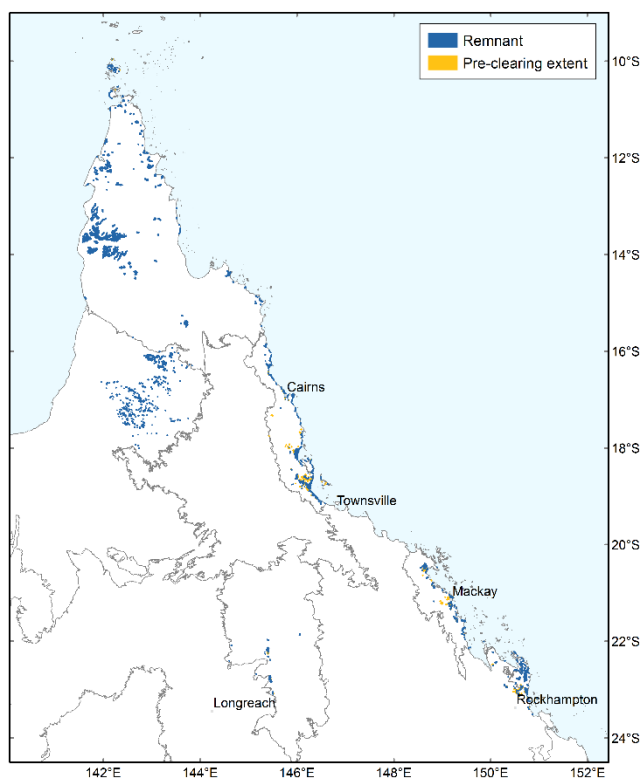 Remnant
Pre-clearing extent
10°S
12°S
14°S
16°S
Cairns
18°S
Townsville
20°S
Mackay
22°S
Longreach
Rockhampton
24°S
142°E
144°E
146°E
148°E
150°E
152°E